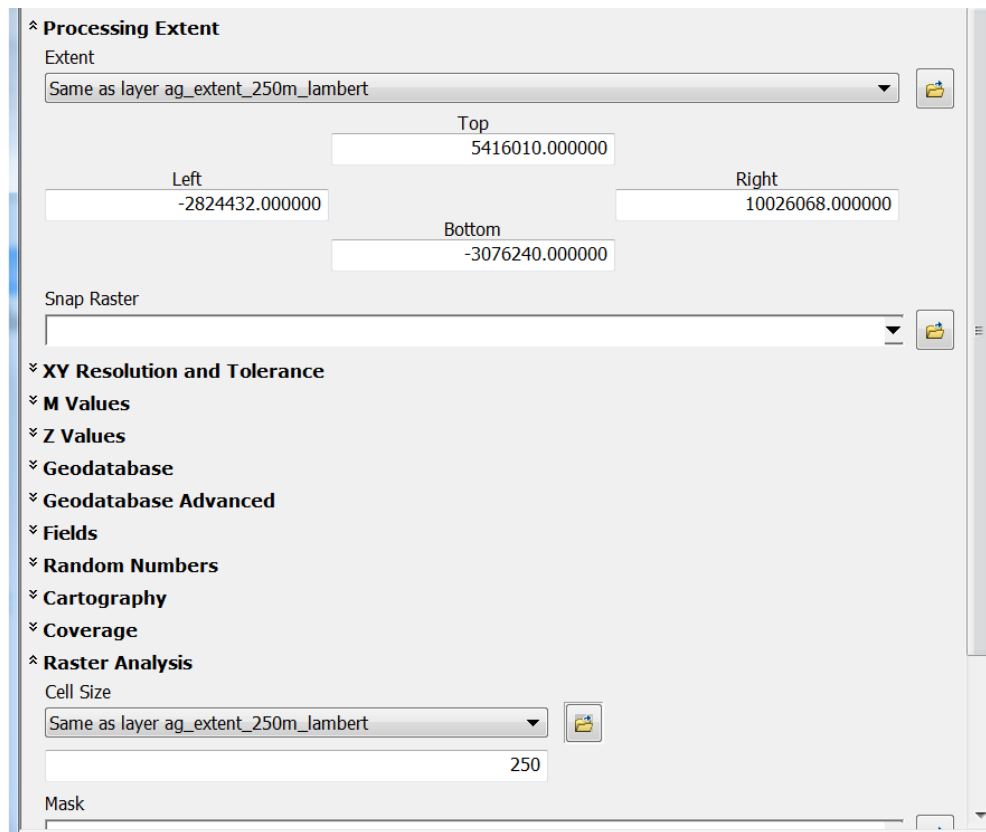 Processing Extent
Extent
Same as layer ag_extent_250m_lambert
Top
5416010.000000
Left
Right
-2824432.000000
10026068.000000
Bottom
-3076240.000000
Snap Raster
XY Resolution and Tolerance
M Values
Z Values
Geodatabase
Geodatabase Advanced
Fields
Random Numbers
Cartography
Coverage
Raster Analysis
Cell Size
Same as layer ag_extent_250m_lambert
250
Mask